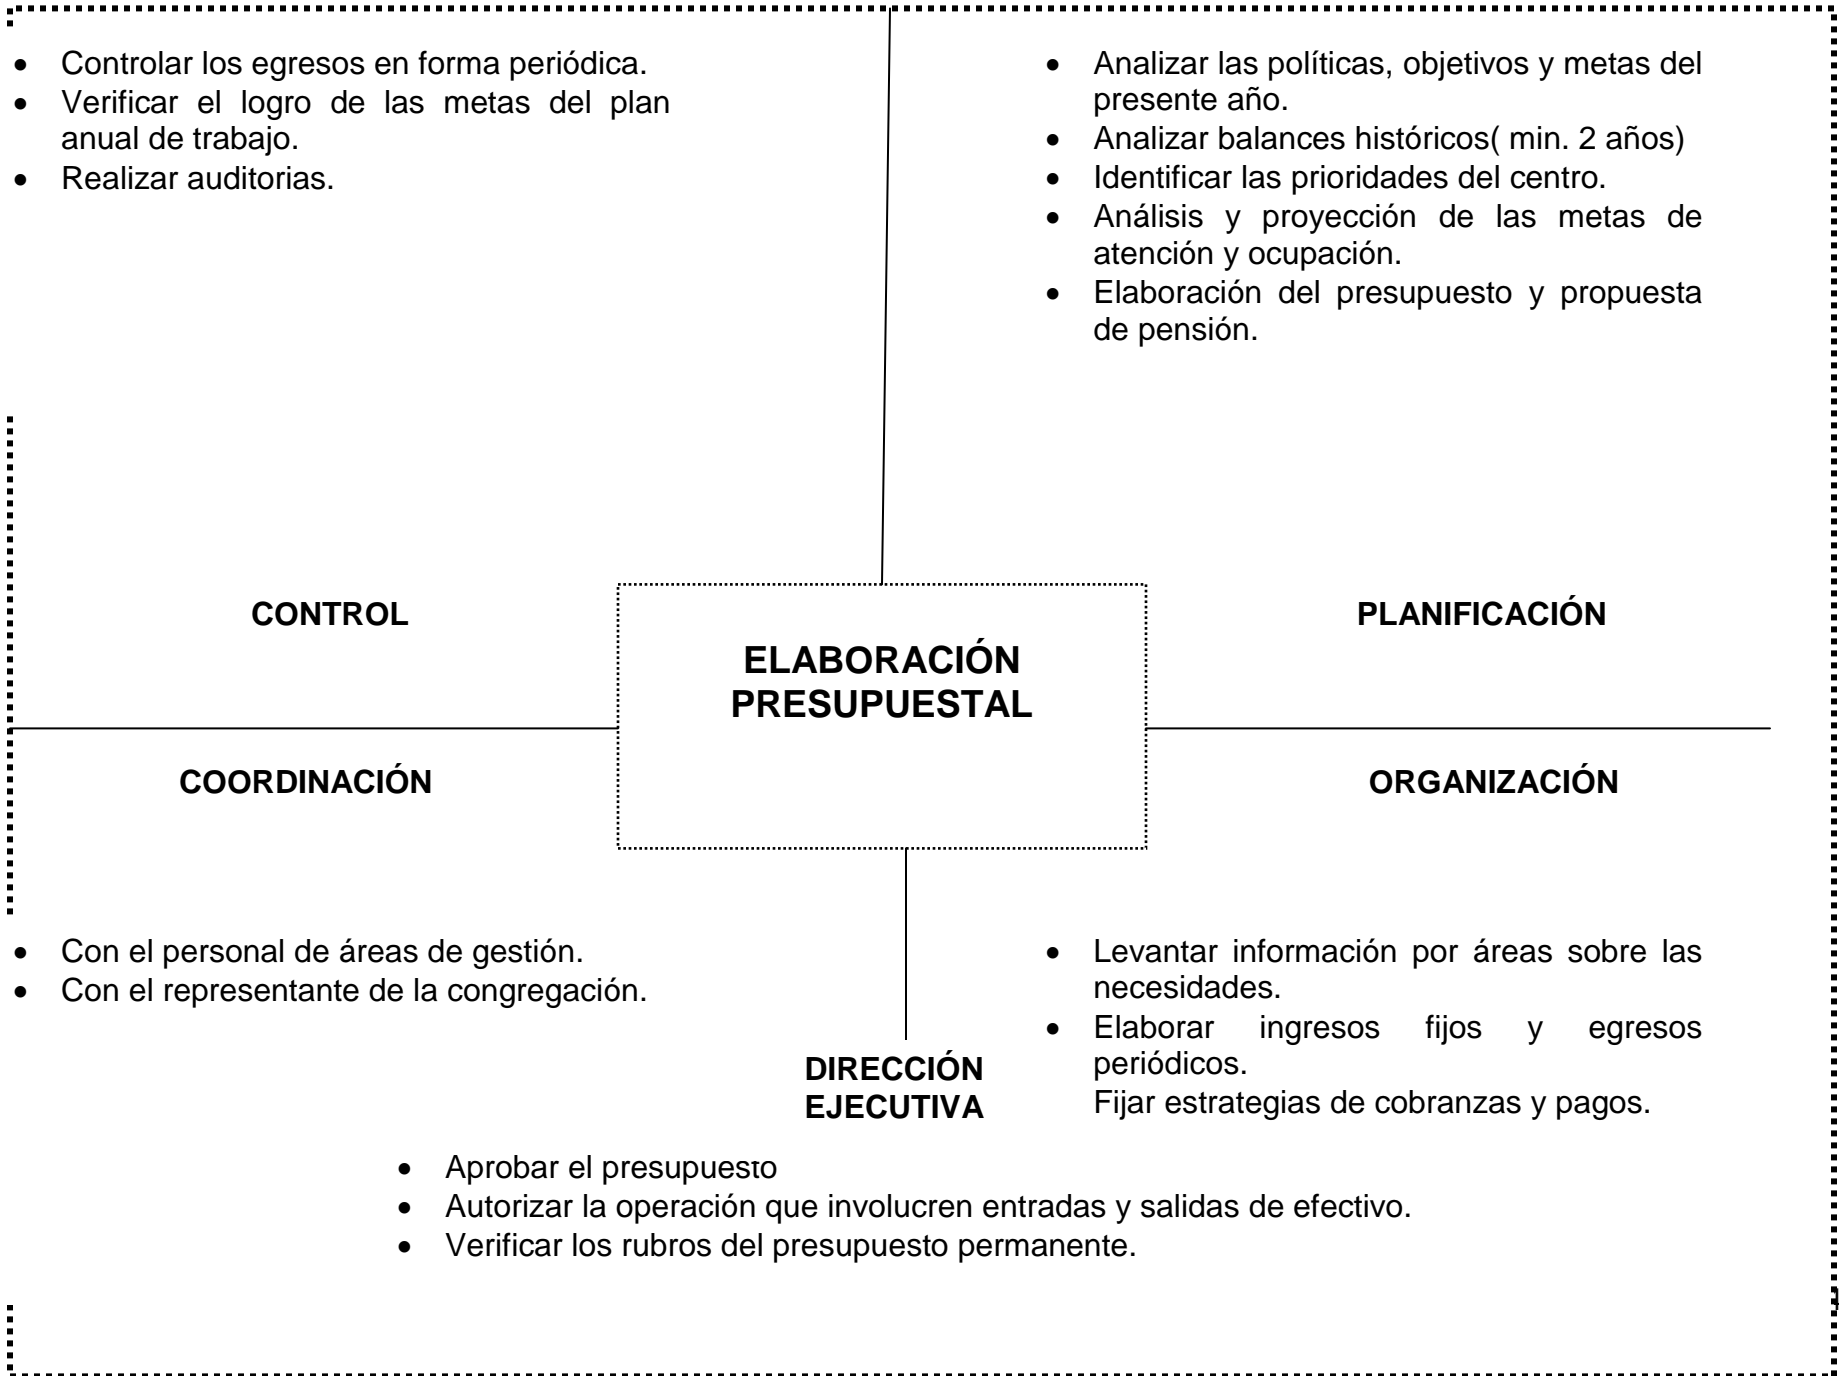 • Controlar los egresos en forma periódica.
• Verificar el logro de las metas del plan
anual de trabajo.
• Realizar auditorias.
• Analizar las políticas, objetivos y metas del
presente año.
• Analizar balances históricos( min. 2 años)
• Identificar las prioridades del centro.
• Análisis y proyección de las metas de
atención y ocupación.
• Elaboración del presupuesto y propuesta
de pensión.
CONTROL
PLANIFICACIÓN
ELABORACIÓN
PRESUPUESTAL
COORDINACIÓN
ORGANIZACIÓN
• Con el personal de áreas de gestión.
• Con el representante de la congregación.
• Levantar información por áreas sobre las
necesidades.
• Elaborar ingresos fijos y egresos
periódicos.
Fijar estrategias de cobranzas y pagos.
DIRECCIÓN
EJECUTIVA
• Aprobar el presupuesto
• Autorizar la operación que involucren entradas y salidas de efectivo.
• Verificar los rubros del presupuesto permanente.